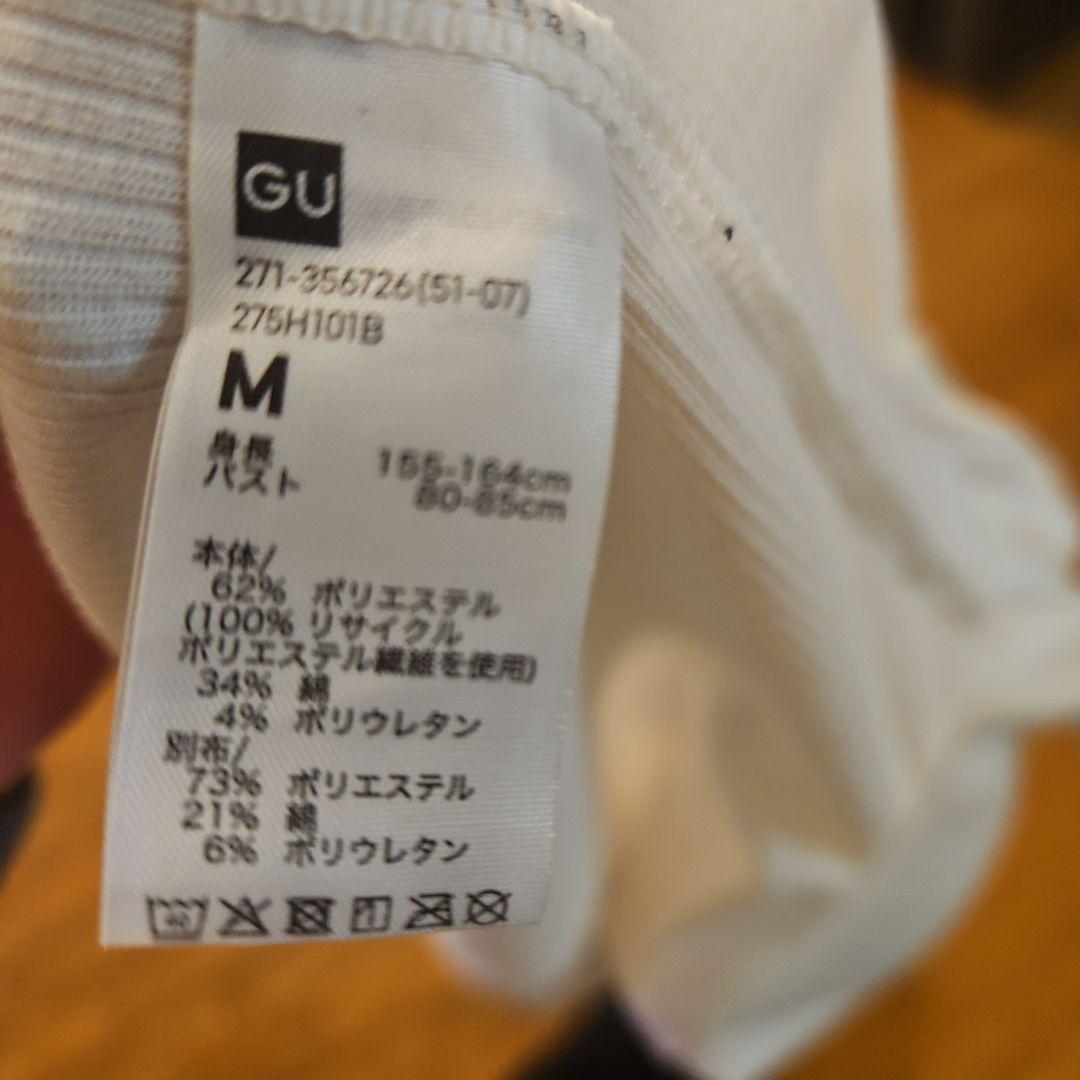 GU
271-356726(51-07)
275H101B
M
身長 155-164cm
バスト 80-85cm
本体/
62% ポリエステル
(100% リサイクル
ポリエステル繊維を使用)
34% 綿
4% ポリウレタン
別布/
73% ポリエステル
21% 綿
6% ポリウレタン